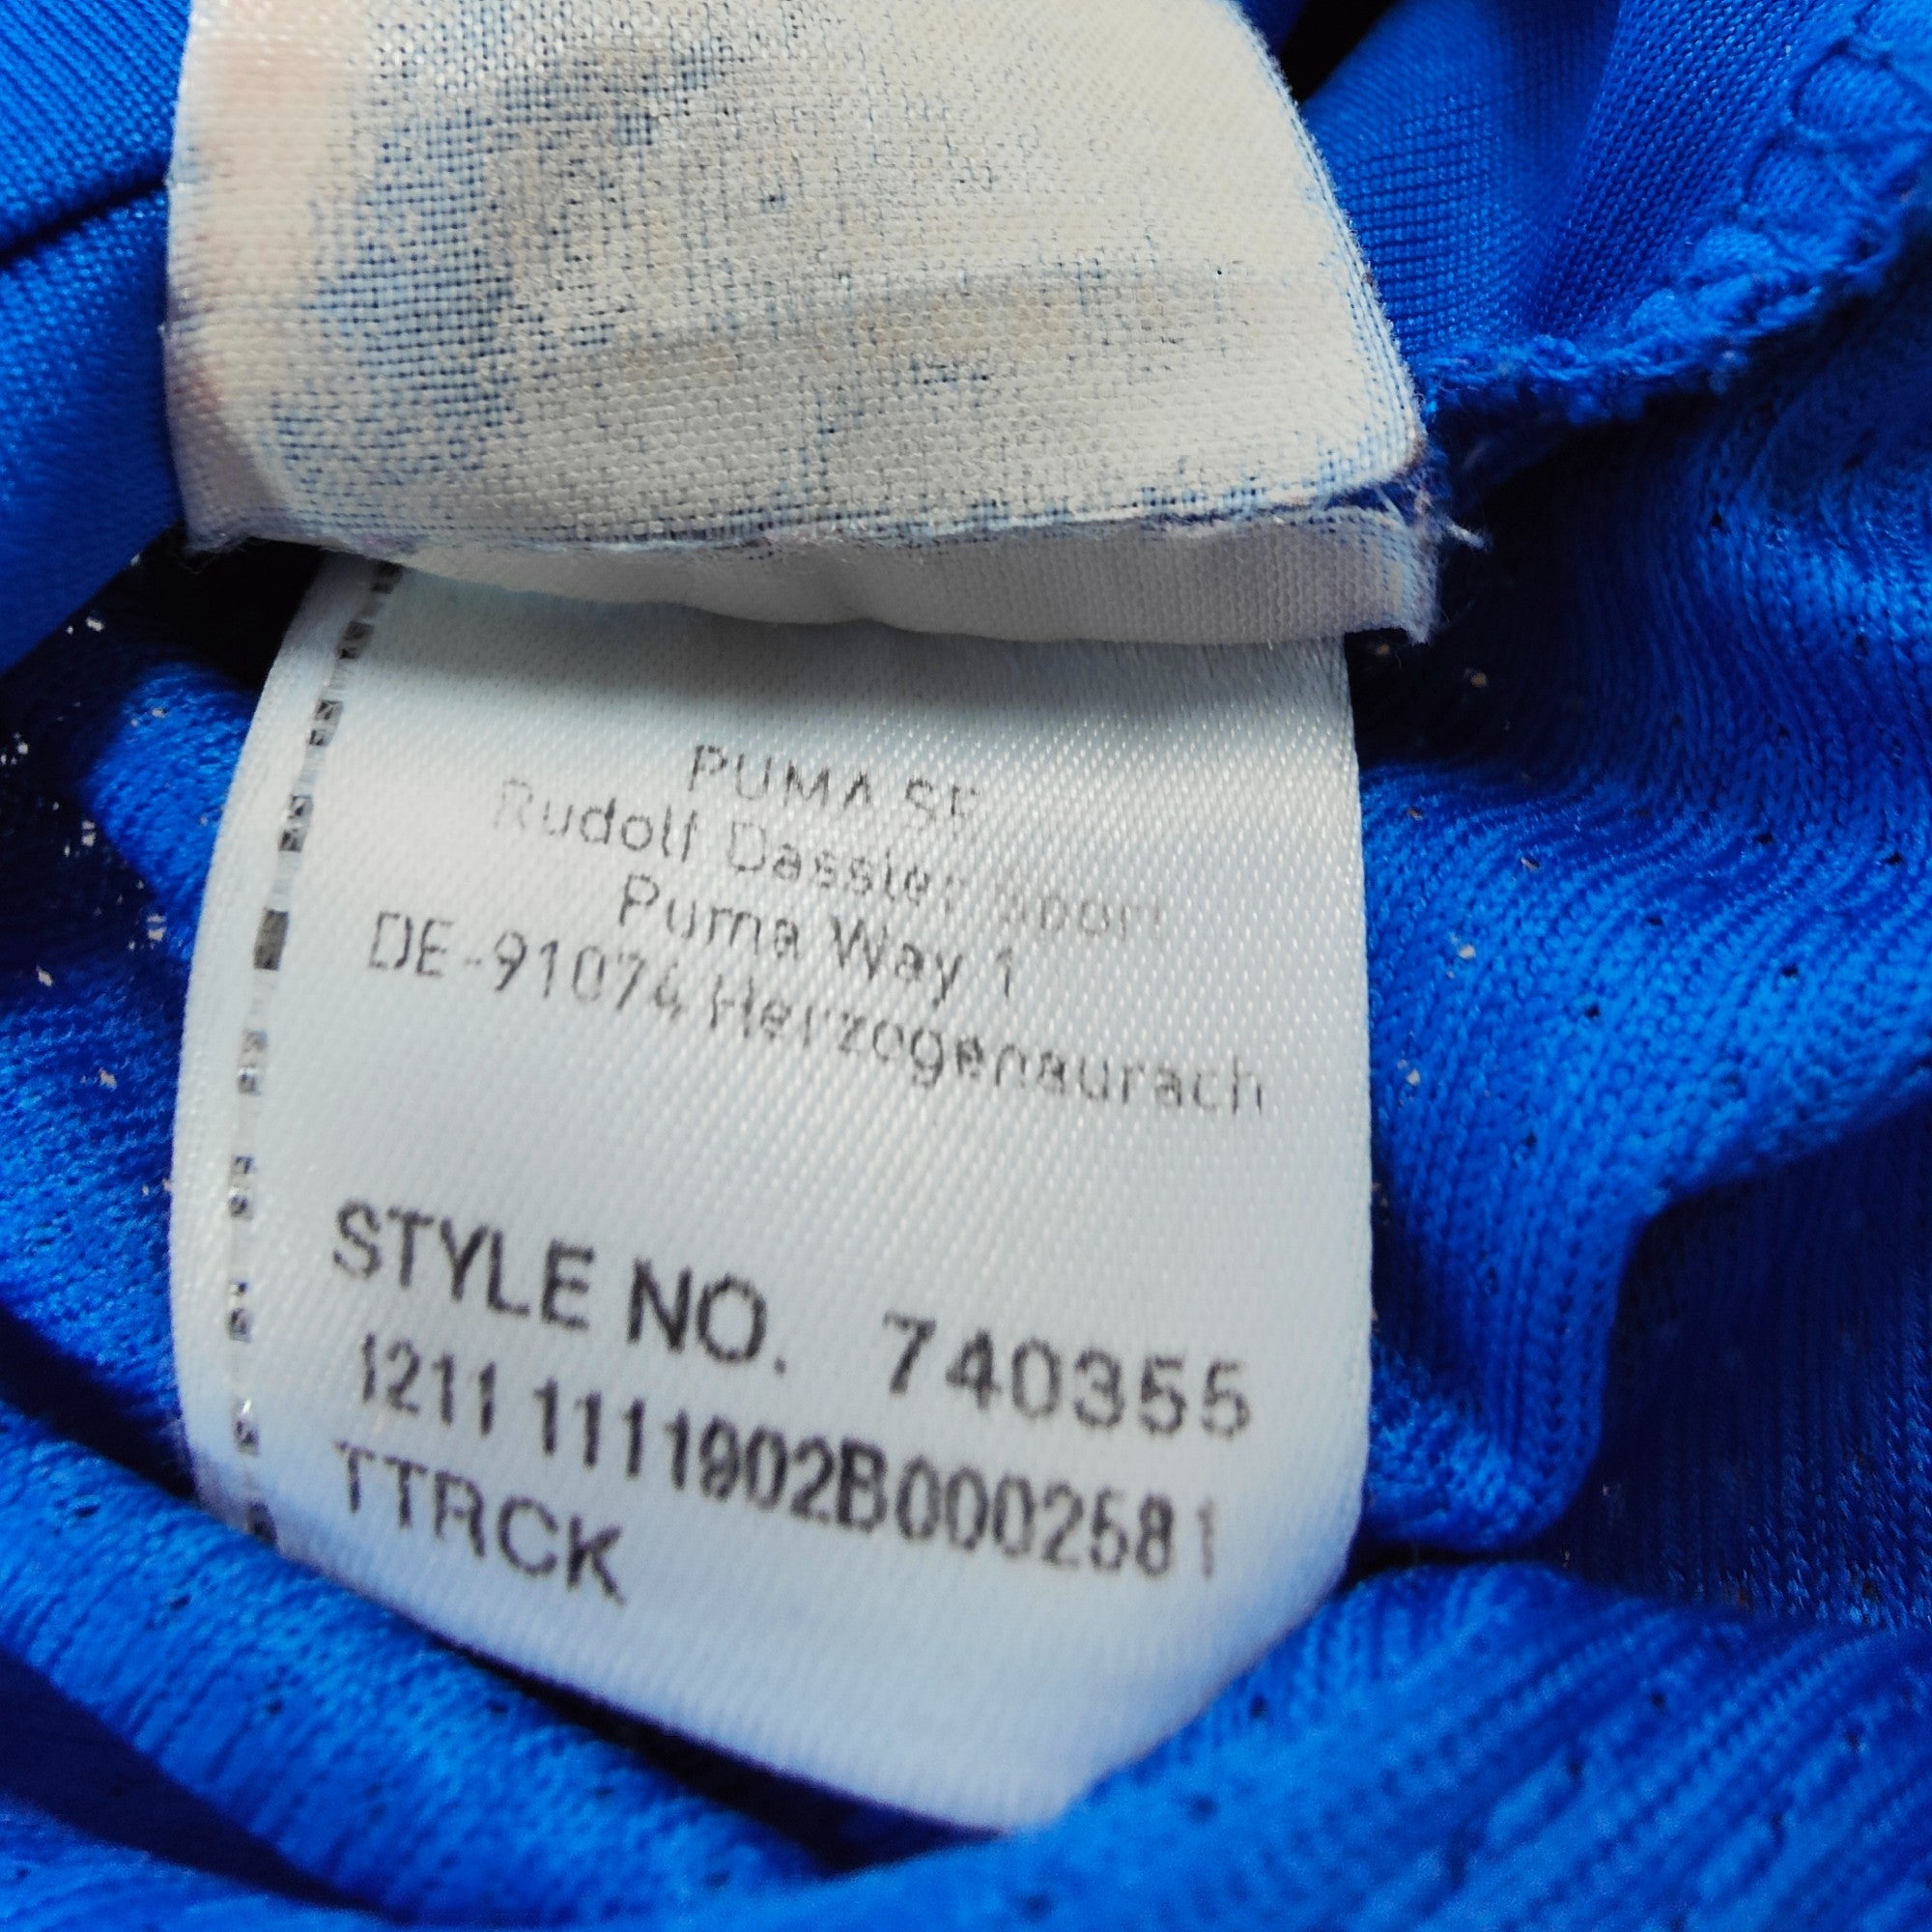 PUMA SE
Rudolf Dassler Sport
Puma Way 1
DE-91074 Herzogenaurach
STYLE NO. 740355
1211 1111902B0002581
TTRCK